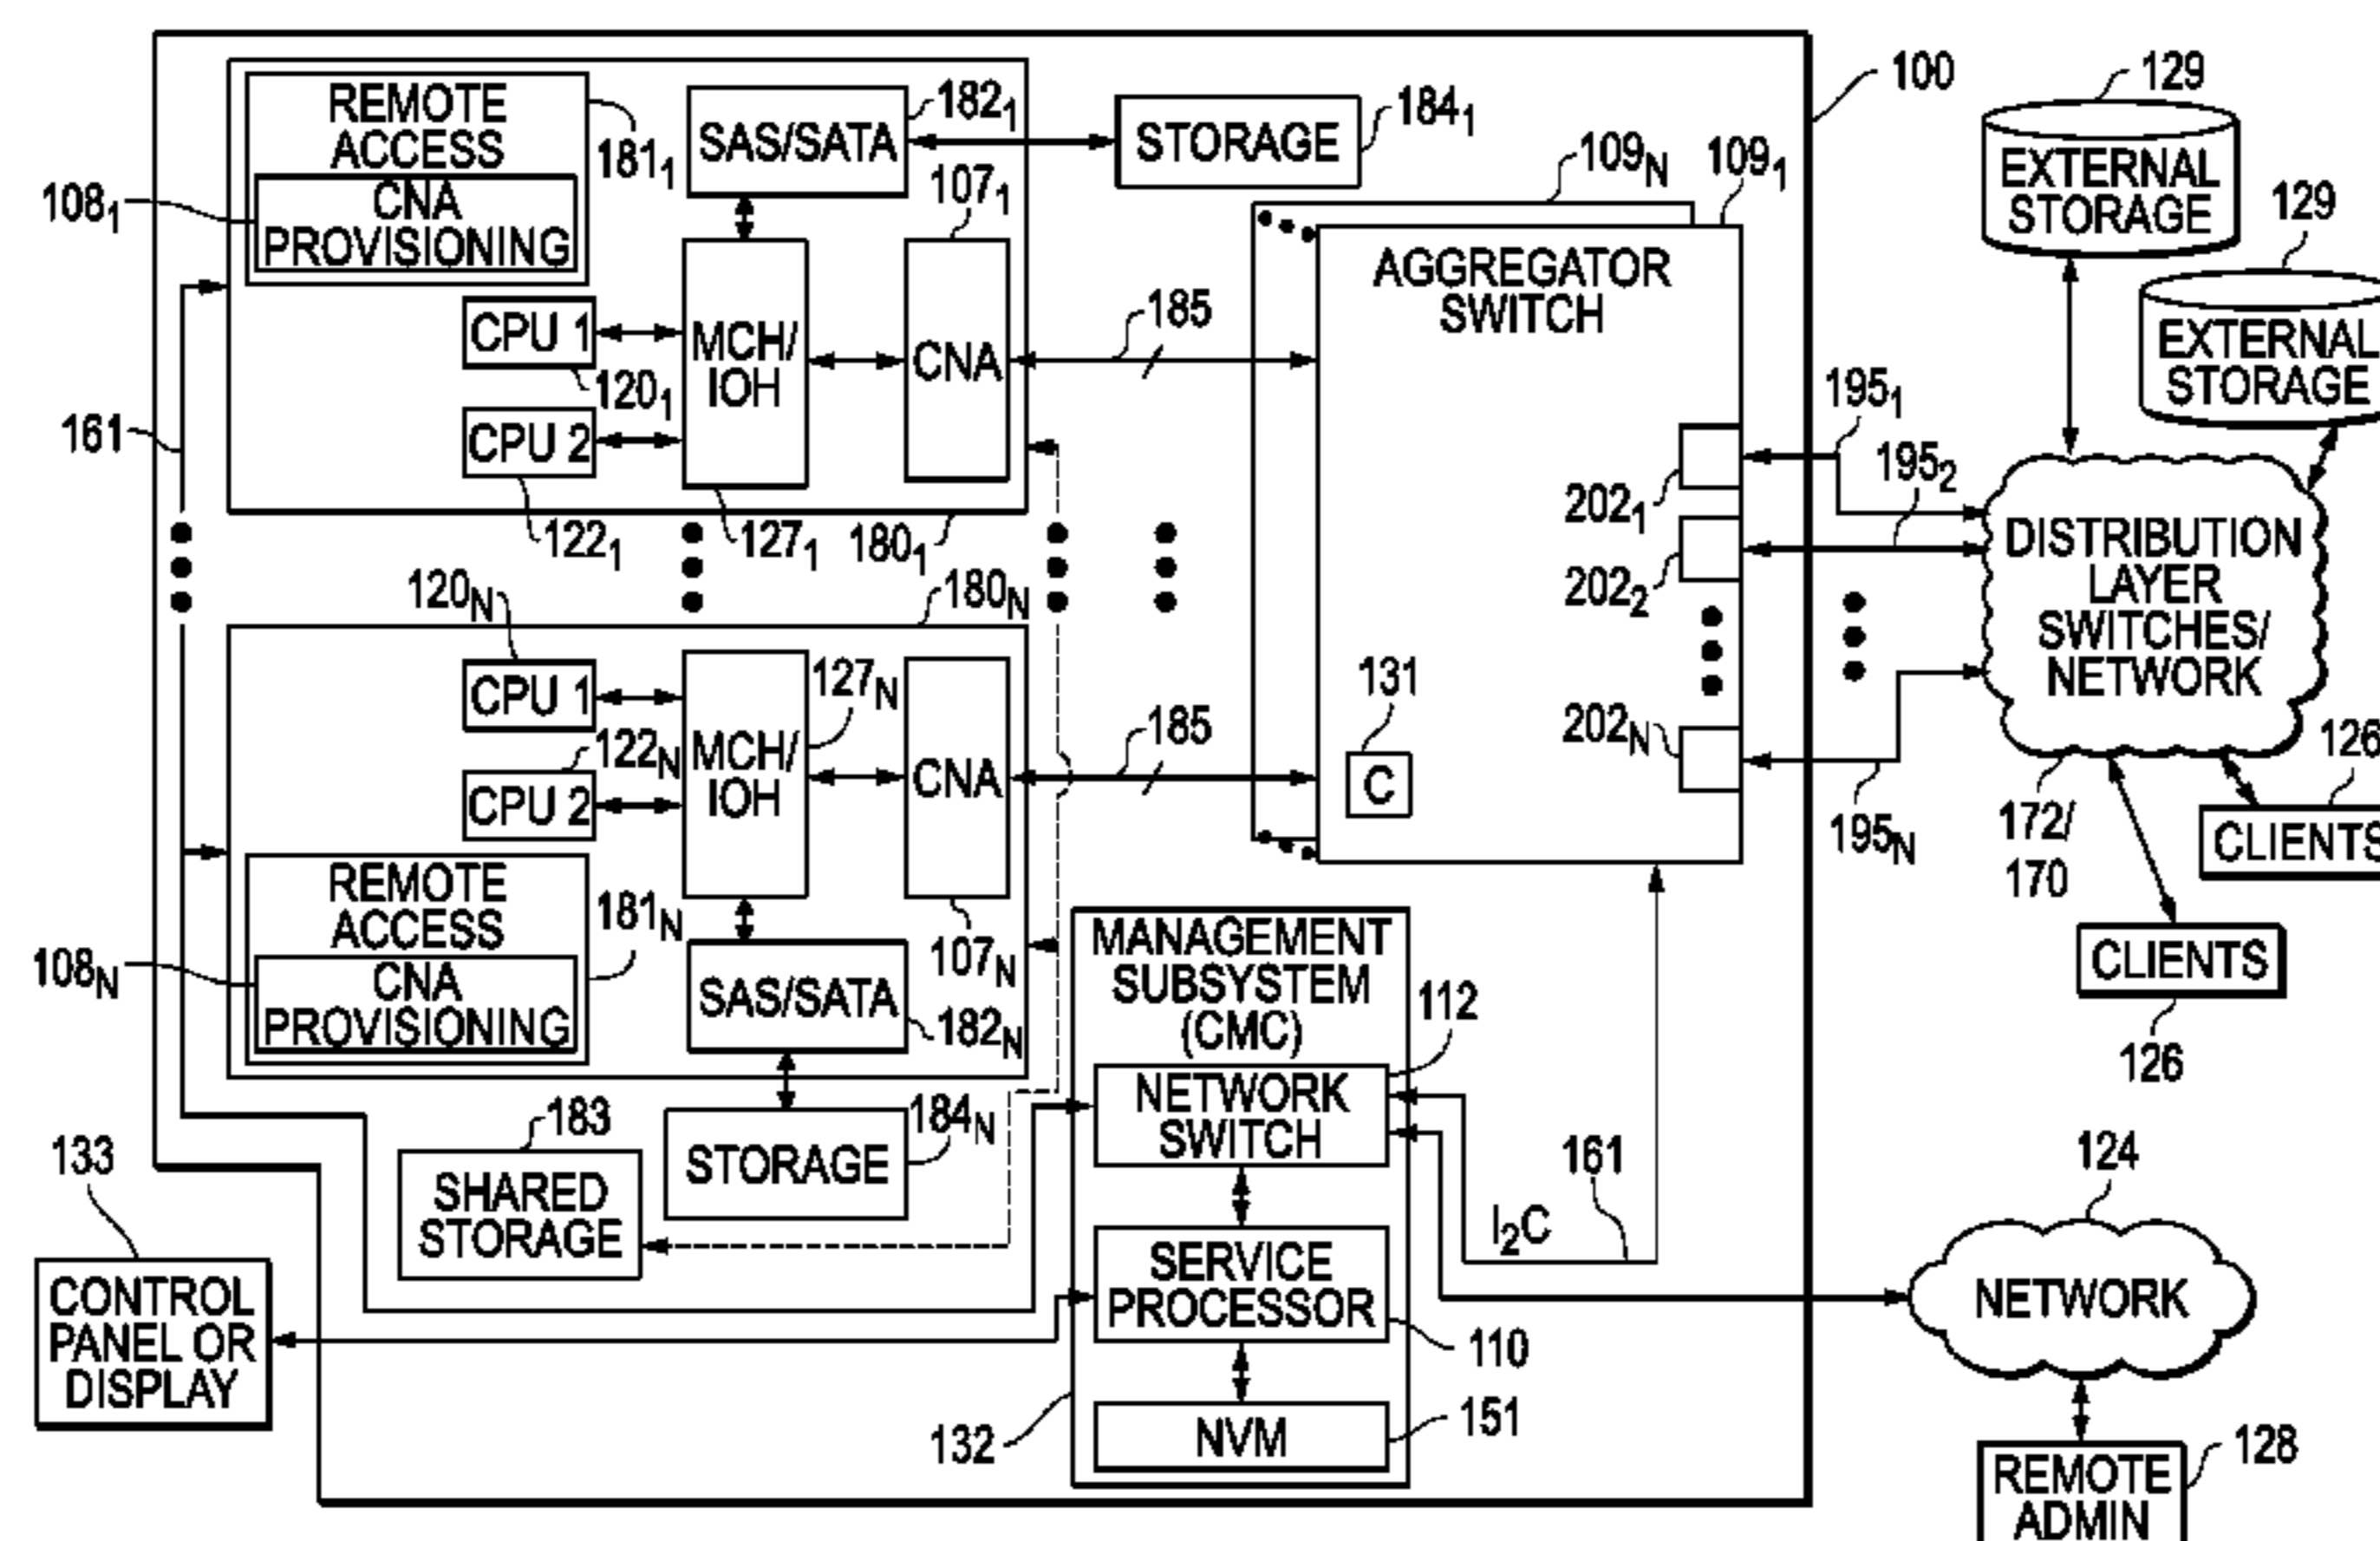 REMOTE
ACCESS
CNA
PROVISIONING
181₁
108₁
SAS/SATA
182₁
STORAGE
184₁
107₁
CPU 1
120₁
CPU 2
122₁
MCH/
IOH
127₁
CNA
180₁
185
161
109N
109₁
AGGREGATOR
SWITCH
100
129
EXTERNAL
STORAGE
129
EXTERNAL
STORAGE
195₁
195₂
202₁
202₂
202N
195N
131
C
DISTRIBUTION
LAYER
SWITCHES/
NETWORK
172/
170
126
CLIENTS
CLIENTS
126
120N
180N
CPU 1
122N
CPU 2
MCH/
IOH
127N
CNA
185
REMOTE
ACCESS
CNA
PROVISIONING
181N
108N
107N
SAS/SATA
182N
STORAGE
184N
183
SHARED
STORAGE
133
CONTROL
PANEL OR
DISPLAY
MANAGEMENT
SUBSYSTEM
(CMC)
112
NETWORK
SWITCH
SERVICE
PROCESSOR
110
NVM
151
132
I₂C
161
124
NETWORK
128
REMOTE
ADMIN